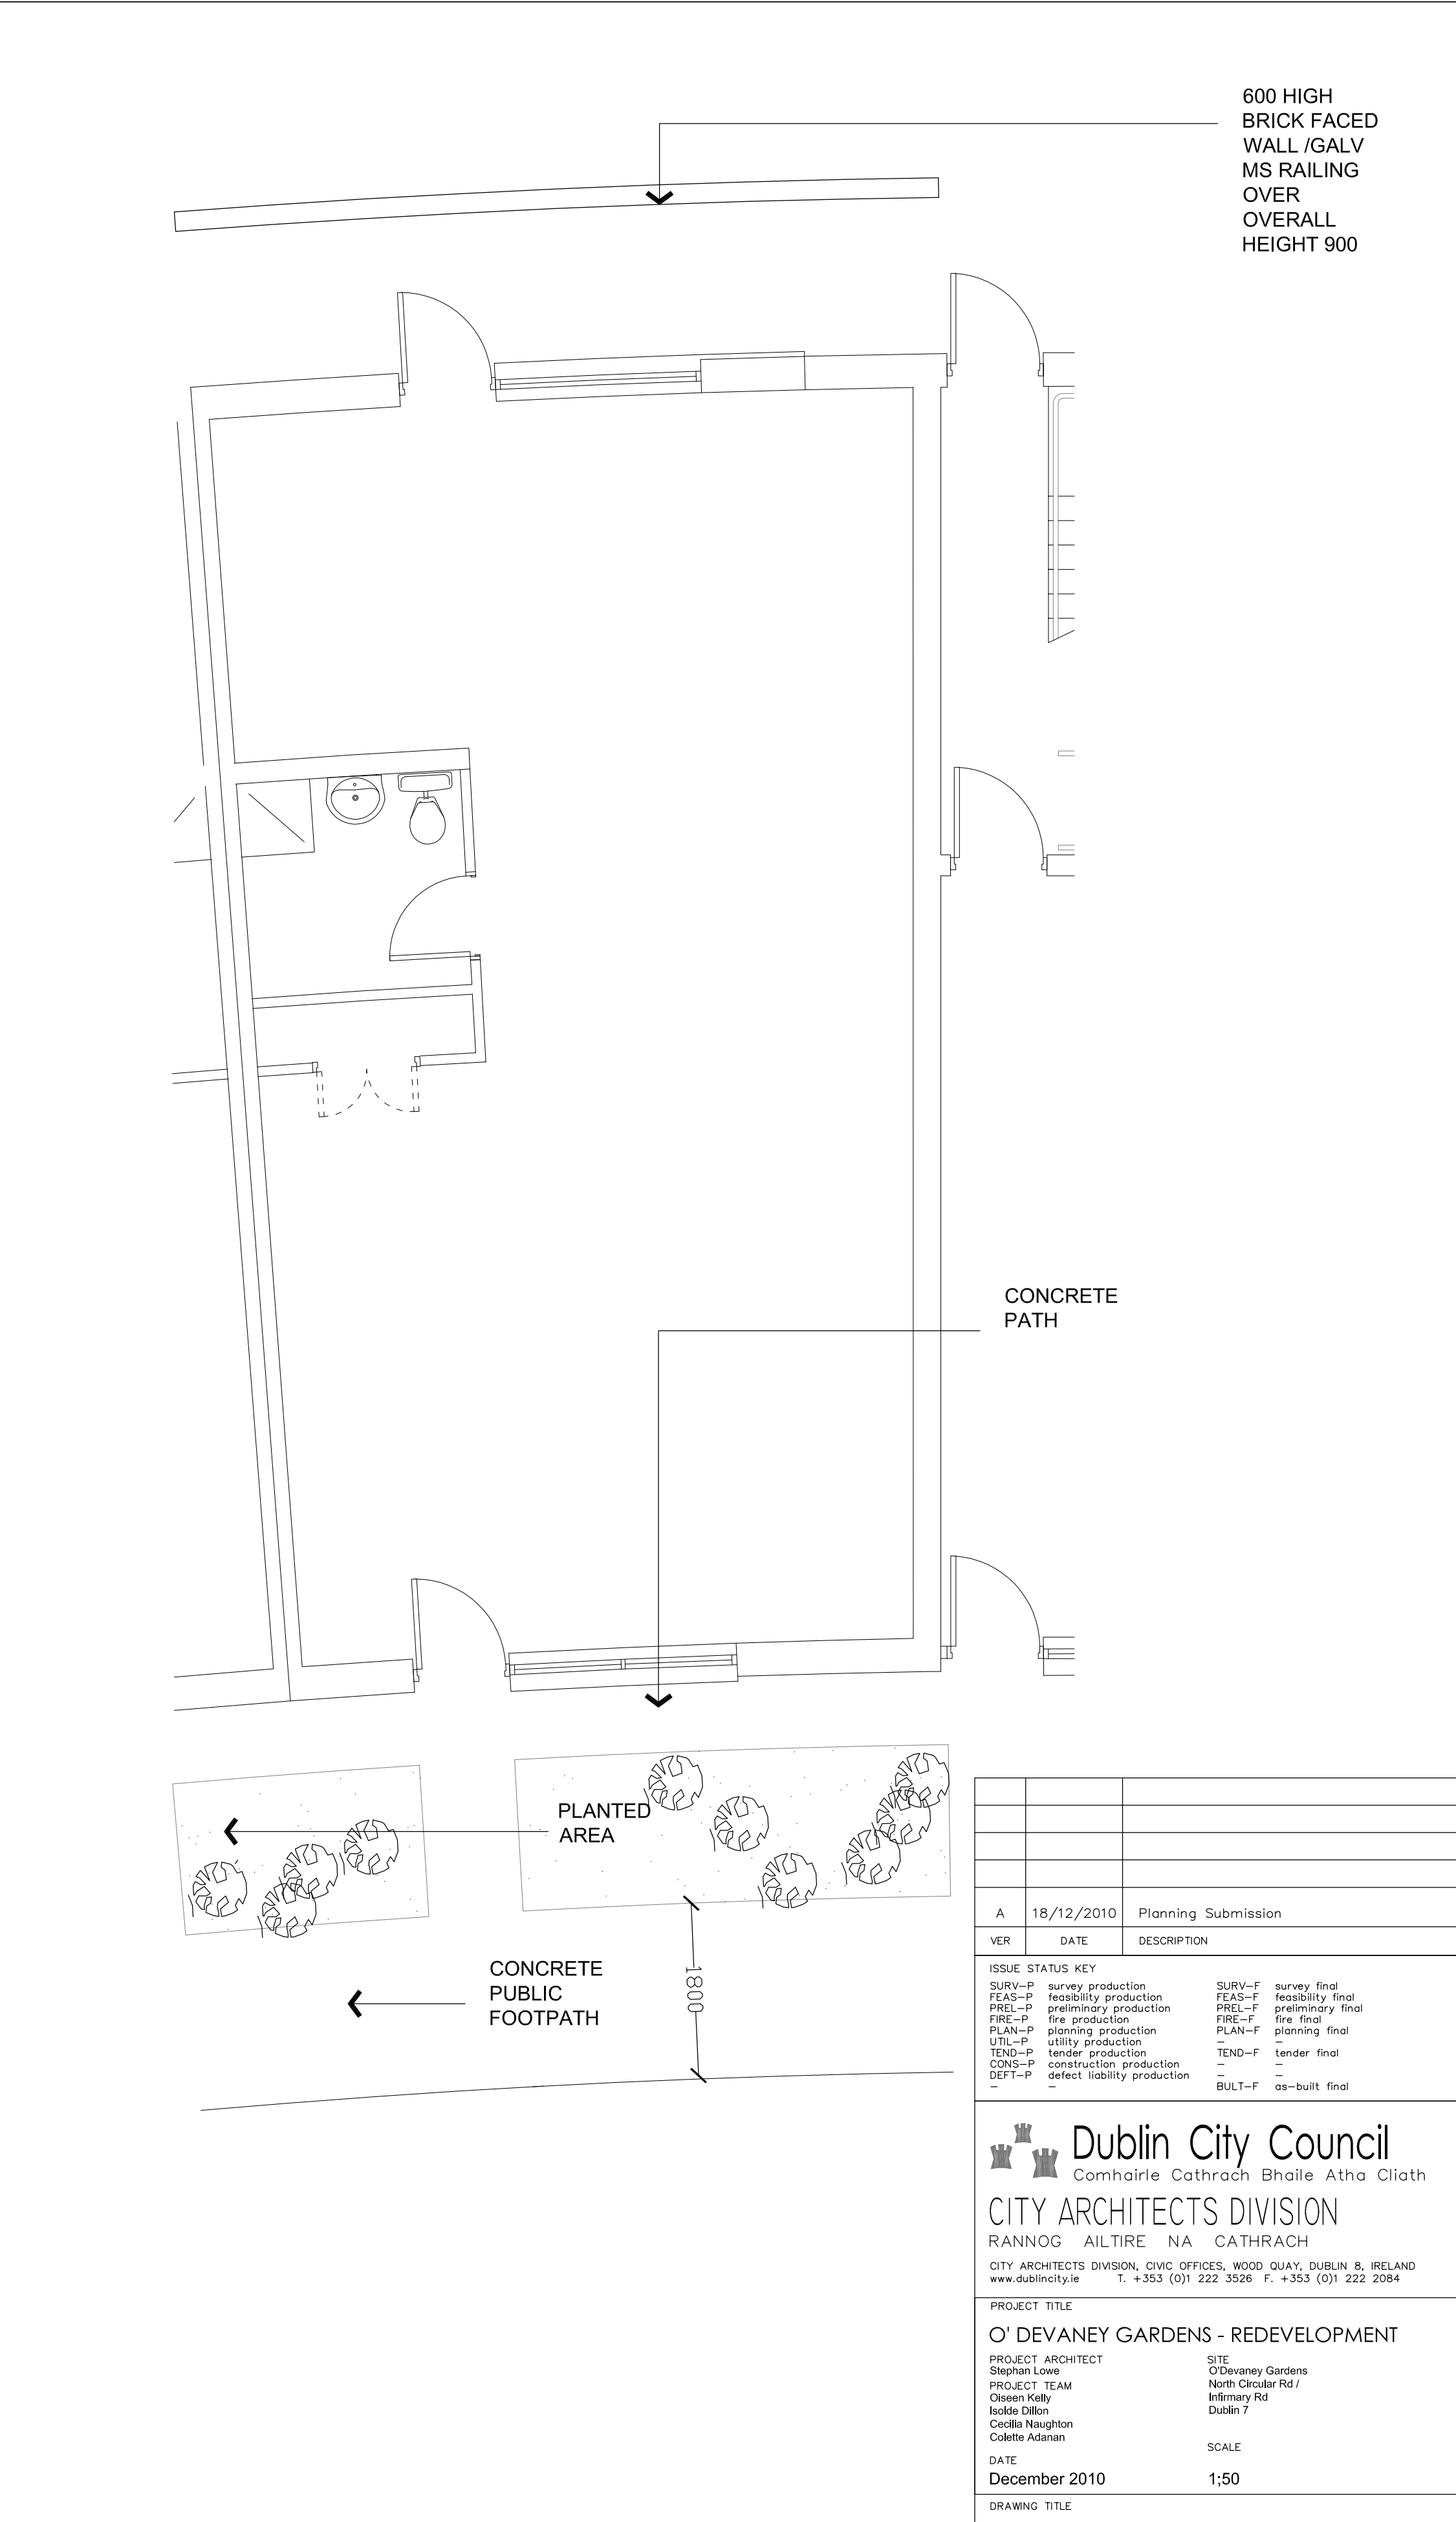 600 HIGH
BRICK FACED
WALL /GALV
MS RAILING
OVER
OVERALL
HEIGHT 900
CONCRETE
PATH
PLANTED
AREA
CONCRETE
PUBLIC
FOOTPATH
1800
A 18/12/2010 Planning Submission
VER DATE DESCRIPTION
ISSUE STATUS KEY
SURV-P survey production SURV-F survey final
FEAS-P feasibility production FEAS-F feasibility final
PREL-P preliminary production PREL-F preliminary final
FIRE-P fire production FIRE-F fire final
PLAN-P planning production PLAN-F planning final
UTIL-P utility production - -
TEND-P tender production TEND-F tender final
CONS-P construction production - -
DEFT-P defect liability production - -
- - BULT-F as-built final
Dublin City Council
Comhairle Cathrach Bhaile Atha Cliath
CITY ARCHITECTS DIVISION
RANNOG AILTIRE NA CATHRACH
CITY ARCHITECTS DIVISION, CIVIC OFFICES, WOOD QUAY, DUBLIN 8, IRELAND
www.dublincity.ie T. +353 (0)1 222 3526 F. +353 (0)1 222 2084
PROJECT TITLE
O' DEVANEY GARDENS - REDEVELOPMENT
PROJECT ARCHITECT
Stephan Lowe
PROJECT TEAM
Oiseen Kelly
Isolde Dillon
Cecilia Naughton
Colette Adanan
SITE
O'Devaney Gardens
North Circular Rd /
Infirmary Rd
Dublin 7
DATE
December 2010
SCALE
1;50
DRAWING TITLE